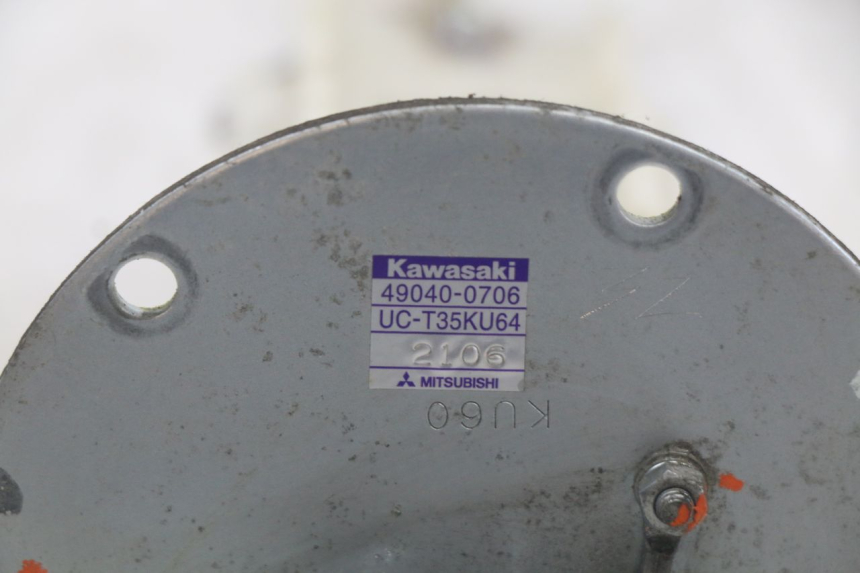 Kawasaki
49040-0706
UC-T35KU64
2106
MITSUBISHI
KU60